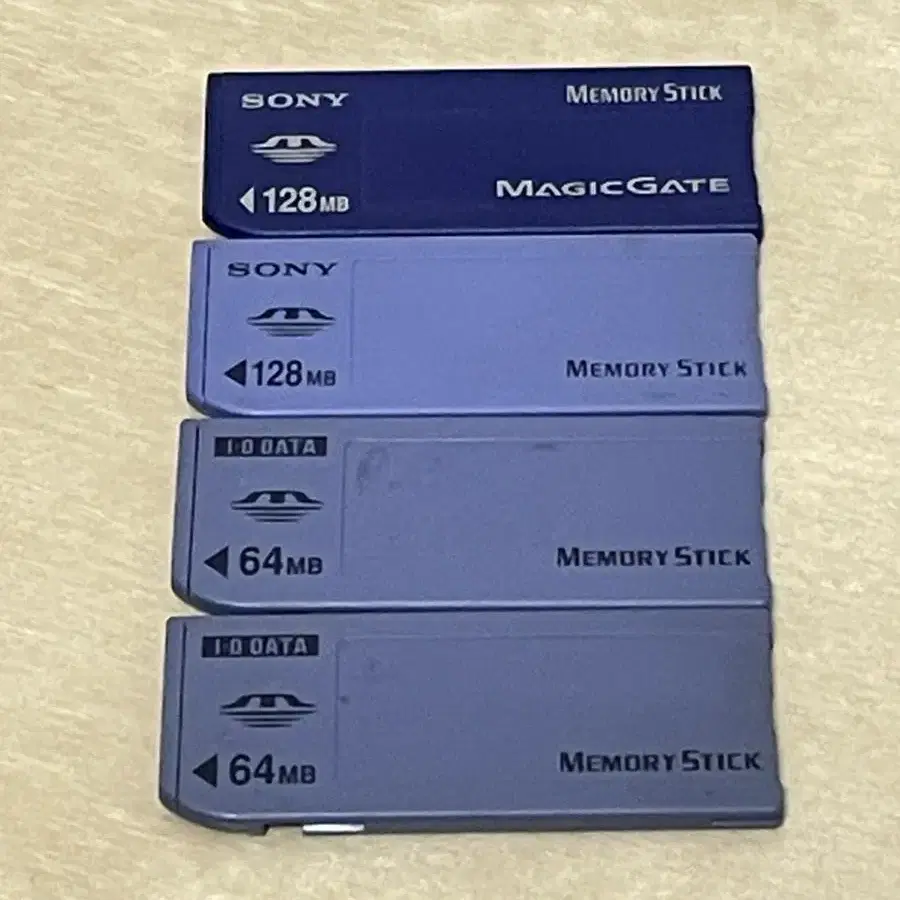 SONY
MEMORY STICK
MAGICGATE
128MB
SONY
128MB
MEMORY STICK
I·O DATA
64MB
MEMORY STICK
I·O DATA
64MB
MEMORY STICK